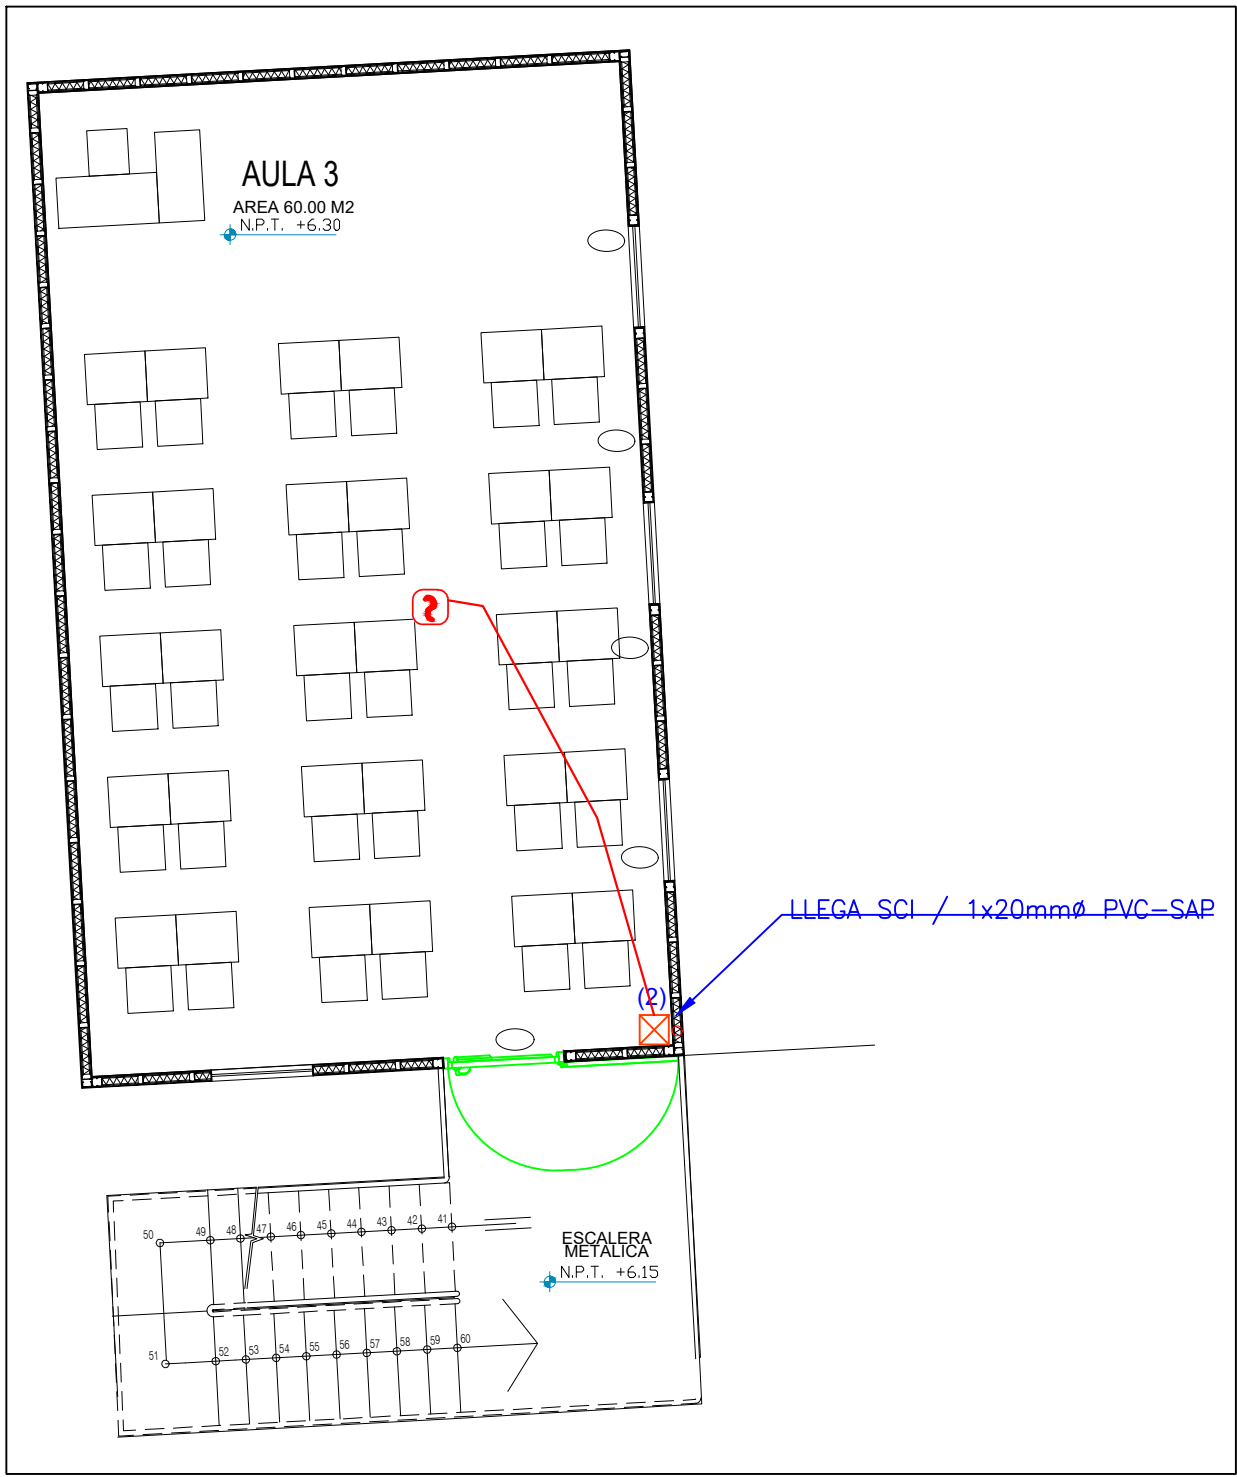 AULA 3
AREA 60.00 M2
N.P.T. +6.30
LLEGA SCI / 1x20mmø PVC-SAP
(2)
50 49 48 47 46 45 44 43 42 41
ESCALERA
METALICA
N.P.T. +6.15
51 52 53 54 55 56 57 58 59 60